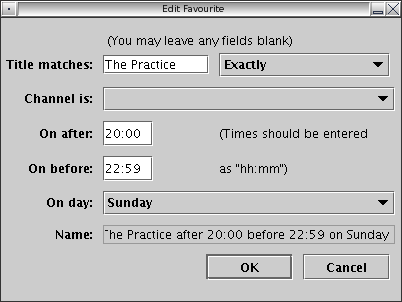 Edit Favourite
(You may leave any fields blank)
Title matches: The Practice Exactly
Channel is:
On after: 20:00 (Times should be entered
On before: 22:59 as "hh:mm")
On day: Sunday
Name: The Practice after 20:00 before 22:59 on Sunday
OK Cancel